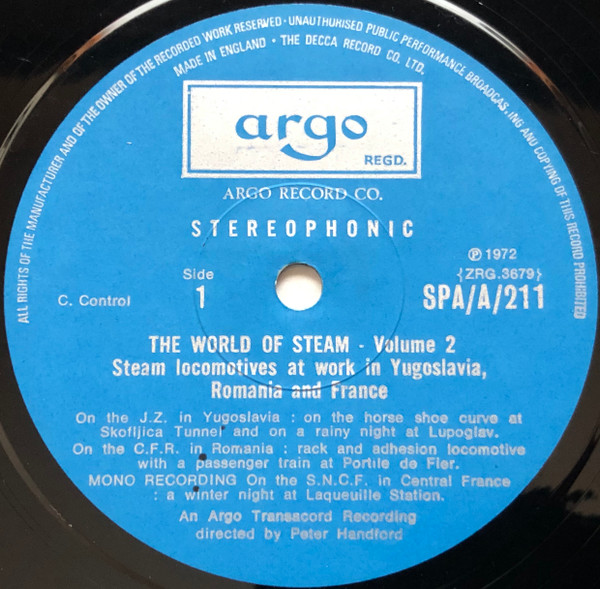 ALL RIGHTS OF THE MANUFACTURER AND OF THE OWNER OF THE RECORDED WORK RESERVED · UNAUTHORISED PUBLIC PERFORMANCE BROADCASTING AND COPYING OF THIS RECORD PROHIBITED
MADE IN ENGLAND · THE DECCA RECORD CO. LTD.
argo
REGD.
ARGO RECORD CO.
STEREOPHONIC
℗ 1972
Side
{ZRG.3679}
C. Control
1
SPA/A/211
THE WORLD OF STEAM - Volume 2
Steam locomotives at work in Yugoslavia,
Romania and France
On the J.Z. in Yugoslavia : on the horse shoe curve at
Skofljica Tunnel and on a rainy night at Lupoglav.
On the C.F.R. in Romania : rack and adhesion locomotive
with a passenger train at Portile de Fier.
MONO RECORDING On the S.N.C.F. in Central France
: a winter night at Laqueuille Station.
An Argo Transacord Recording
directed by Peter Handford